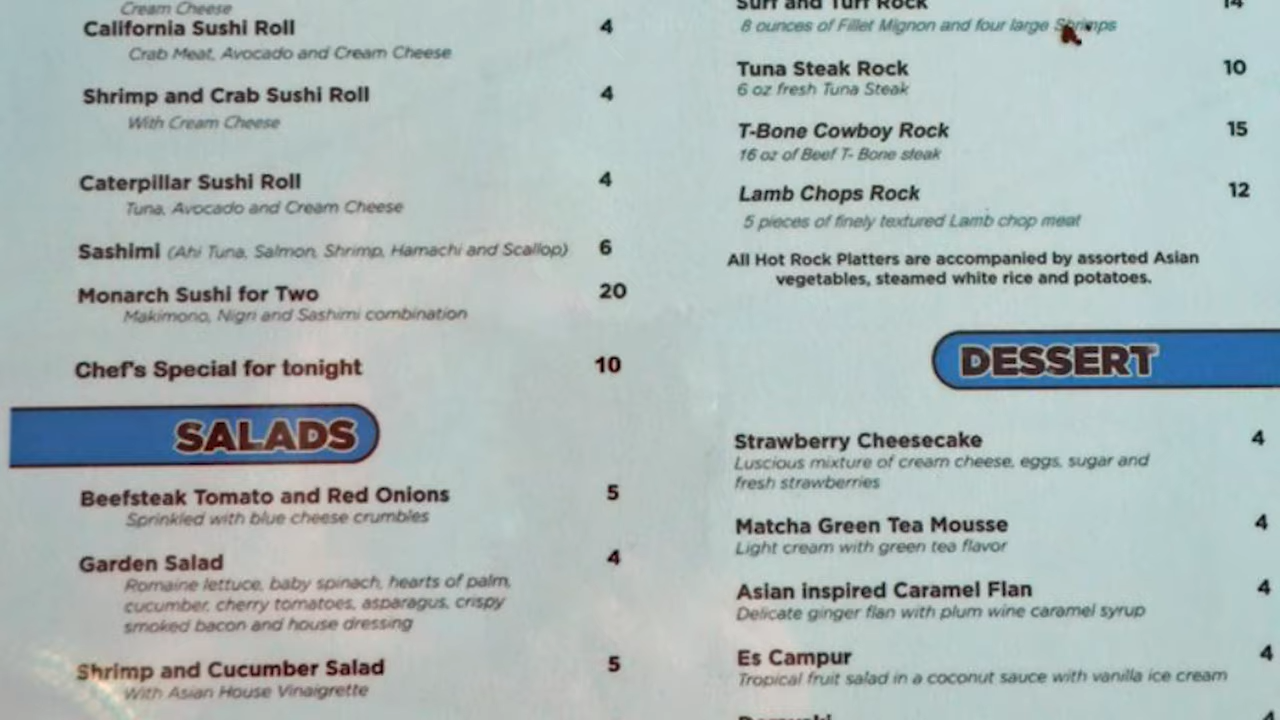 Cream Cheese
California Sushi Roll 4
Crab Meat, Avocado and Cream Cheese
Shrimp and Crab Sushi Roll 4
With Cream Cheese
Caterpillar Sushi Roll 4
Tuna, Avocado and Cream Cheese
Sashimi (Ahi Tuna, Salmon, Shrimp, Hamachi and Scallop) 6
Monarch Sushi for Two 20
Makimono, Nigri and Sashimi combination
Chef's Special for tonight 10
SALADS
Beefsteak Tomato and Red Onions 5
Sprinkled with blue cheese crumbles
Garden Salad 4
Romaine lettuce, baby spinach, hearts of palm,
cucumber, cherry tomatoes, asparagus, crispy
smoked bacon and house dressing
Shrimp and Cucumber Salad 5
With Asian House Vinaigrette
Surf and Turf Rock 14
8 ounces of Fillet Mignon and four large Shrimps
Tuna Steak Rock 10
6 oz fresh Tuna Steak
T-Bone Cowboy Rock 15
16 oz of Beef T- Bone steak
Lamb Chops Rock 12
5 pieces of finely textured Lamb chop meat
All Hot Rock Platters are accompanied by assorted Asian
vegetables, steamed white rice and potatoes.
DESSERT
Strawberry Cheesecake 4
Luscious mixture of cream cheese, eggs, sugar and
fresh strawberries
Matcha Green Tea Mousse 4
Light cream with green tea flavor
Asian inspired Caramel Flan 4
Delicate ginger flan with plum wine caramel syrup
Es Campur 4
Tropical fruit salad in a coconut sauce with vanilla ice cream